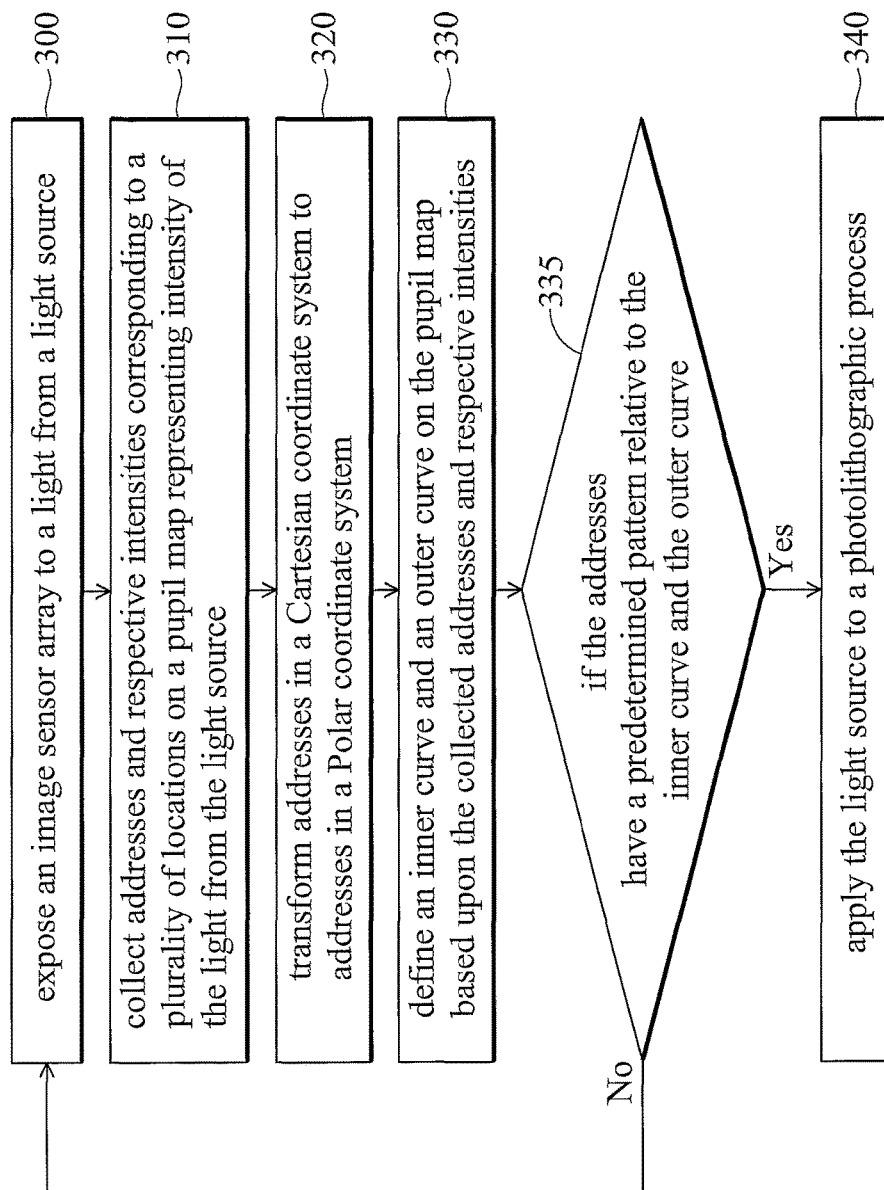 expose an image sensor array to a light from a light source
300
collect addresses and respective intensities corresponding to a
plurality of locations on a pupil map representing intensity of
the light from the light source
310
transform addresses in a Cartesian coordinate system to
addresses in a Polar coordinate system
320
define an inner curve and an outer curve on the pupil map
based upon the collected addresses and respective intensities
330
if the addresses
have a predetermined pattern relative to the
inner curve and the outer curve
335
No
Yes
apply the light source to a photolithographic process
340